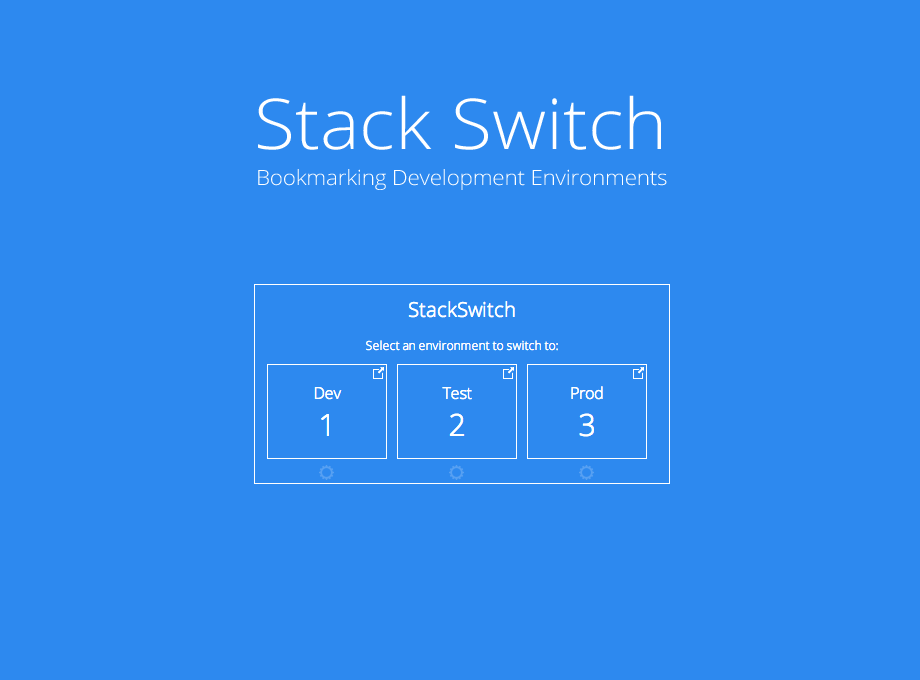 Stack Switch
Bookmarking Development Environments
StackSwitch
Select an environment to switch to:
Dev Test Prod
1 2 3